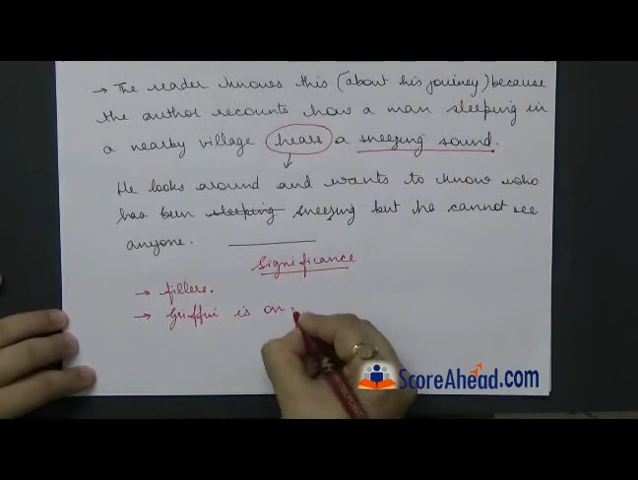 → The reader knows this (about his journey) because
the author recounts how a man sleeping in
a nearby village hears a sneezing sound.
He looks around and wants to know who
has been sleeping sneezing but he cannot see
anyone.
Significance
→ fillers.
→ Griffin is on
ScoreAhead.com